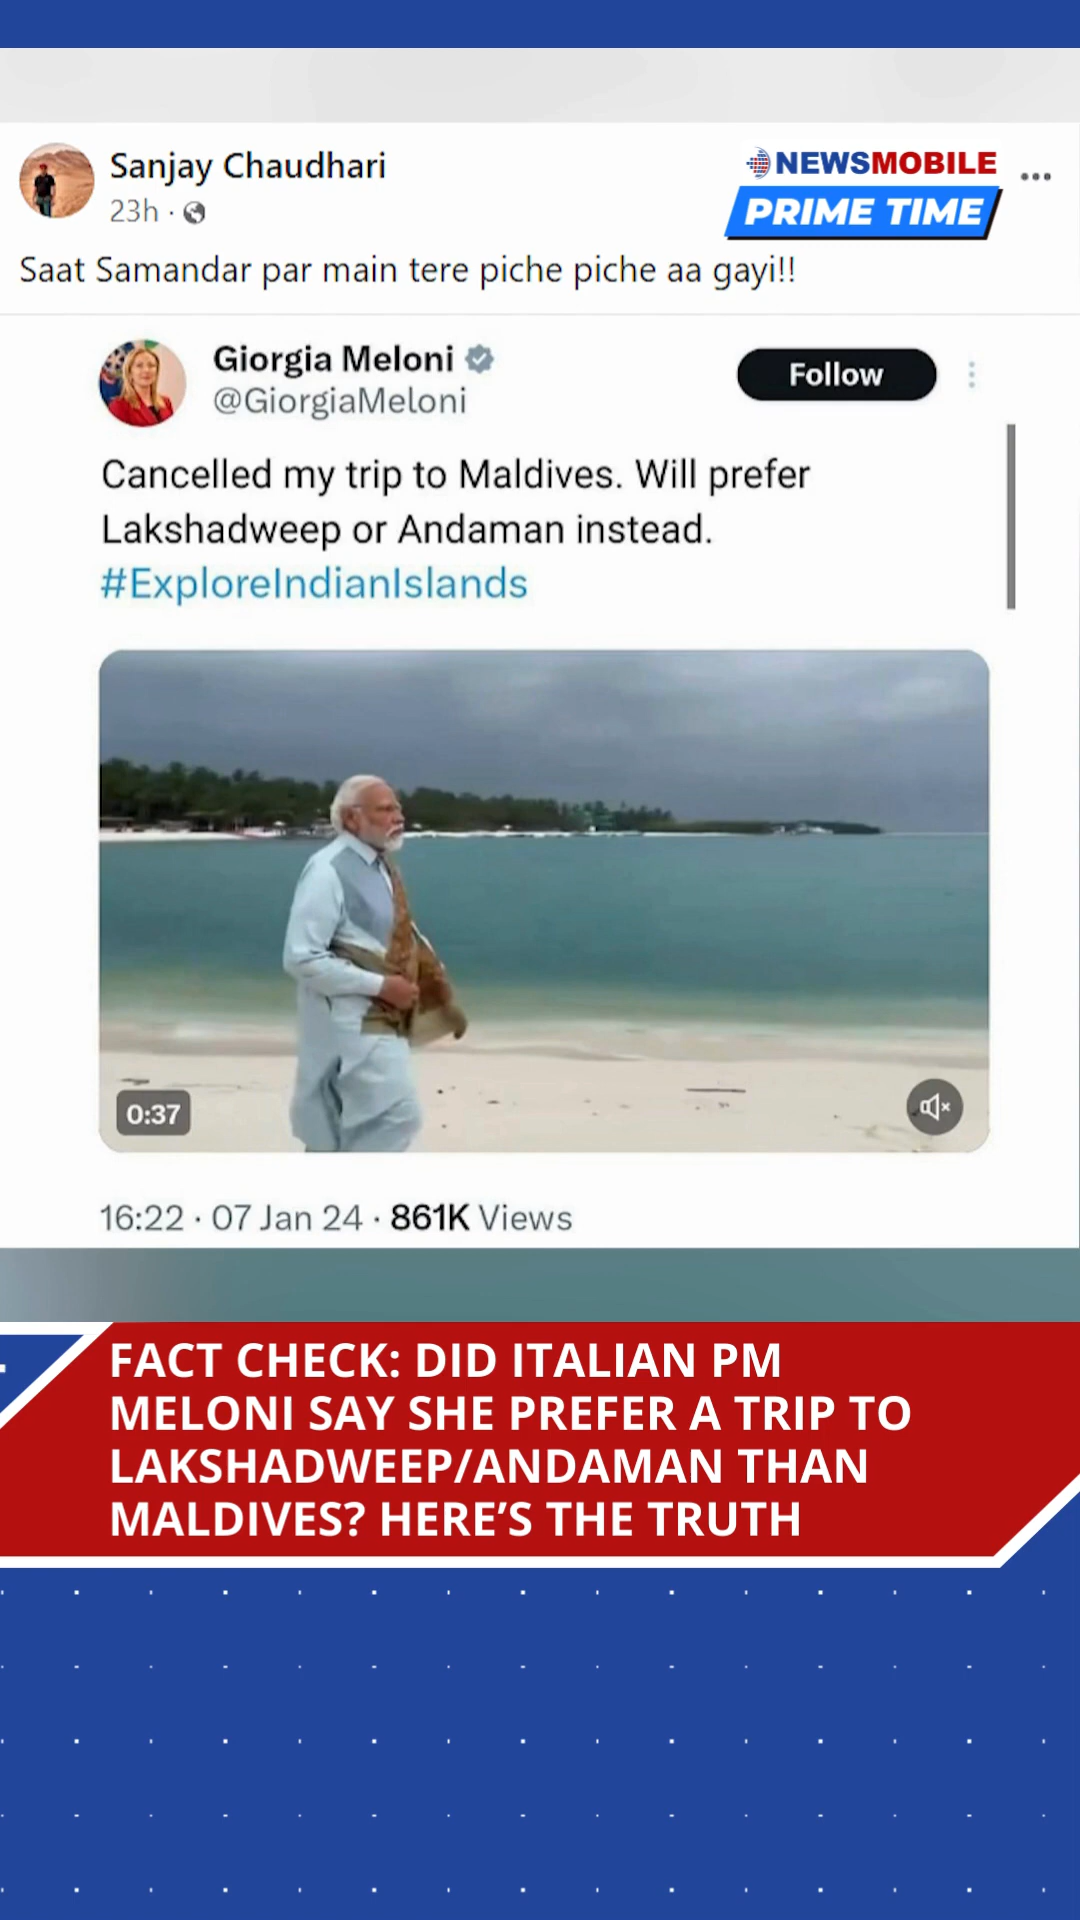 Sanjay Chaudhari
23h ·
NEWSMOBILE
PRIME TIME
Saat Samandar par main tere piche piche aa gayi!!
Giorgia Meloni
@GiorgiaMeloni
Follow
Cancelled my trip to Maldives. Will prefer
Lakshadweep or Andaman instead.
#ExploreIndianIslands
0:37
16:22 · 07 Jan 24 · 861K Views
FACT CHECK: DID ITALIAN PM
MELONI SAY SHE PREFER A TRIP TO
LAKSHADWEEP/ANDAMAN THAN
MALDIVES? HERE’S THE TRUTH